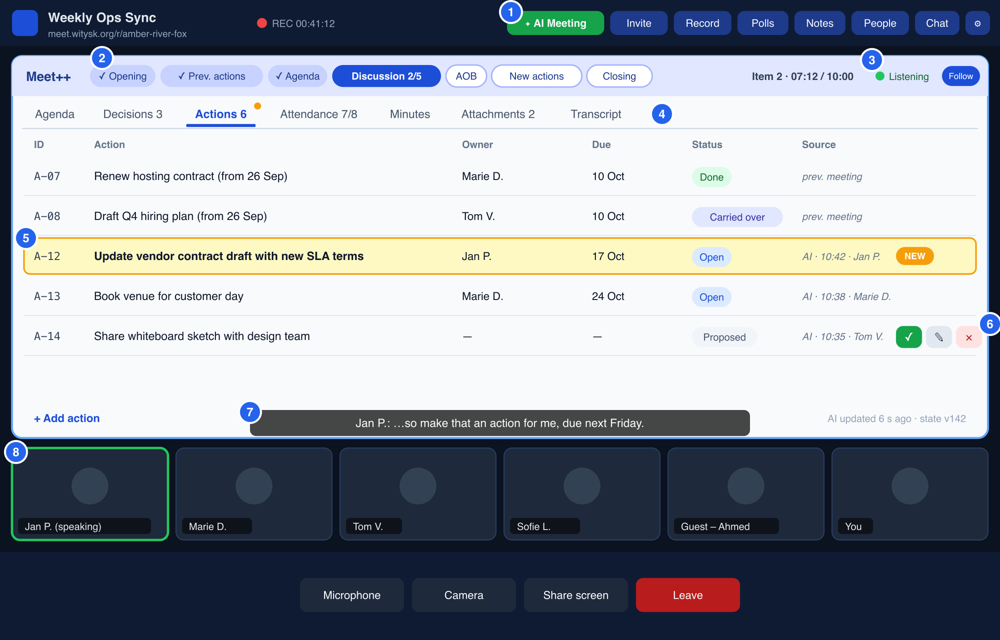 Weekly Ops Sync
meet.witysk.org/r/amber-river-fox
REC 00:41:12
1
✦ AI Meeting
Invite
Record
Polls
Notes
People
Chat
⚙
2
3
Meet++
✓ Opening
✓ Prev. actions
✓ Agenda
Discussion 2/5
AOB
New actions
Closing
Item 2 · 07:12 / 10:00
Listening
Follow
Agenda
Decisions 3
Actions 6
Attendance 7/8
Minutes
Attachments 2
Transcript
4
ID Action Owner Due Status Source
A-07 Renew hosting contract (from 26 Sep) Marie D. 10 Oct Done prev. meeting
A-08 Draft Q4 hiring plan (from 26 Sep) Tom V. 10 Oct Carried over prev. meeting
5
A-12 Update vendor contract draft with new SLA terms Jan P. 17 Oct Open AI · 10:42 · Jan P. NEW
A-13 Book venue for customer day Marie D. 24 Oct Open AI · 10:38 · Marie D.
6
A-14 Share whiteboard sketch with design team — — Proposed AI · 10:35 · Tom V. ✓ ✎ ×
7
+ Add action
Jan P.: …so make that an action for me, due next Friday.
AI updated 6 s ago · state v142
8
Jan P. (speaking)
Marie D.
Tom V.
Sofie L.
Guest – Ahmed
You
Microphone
Camera
Share screen
Leave